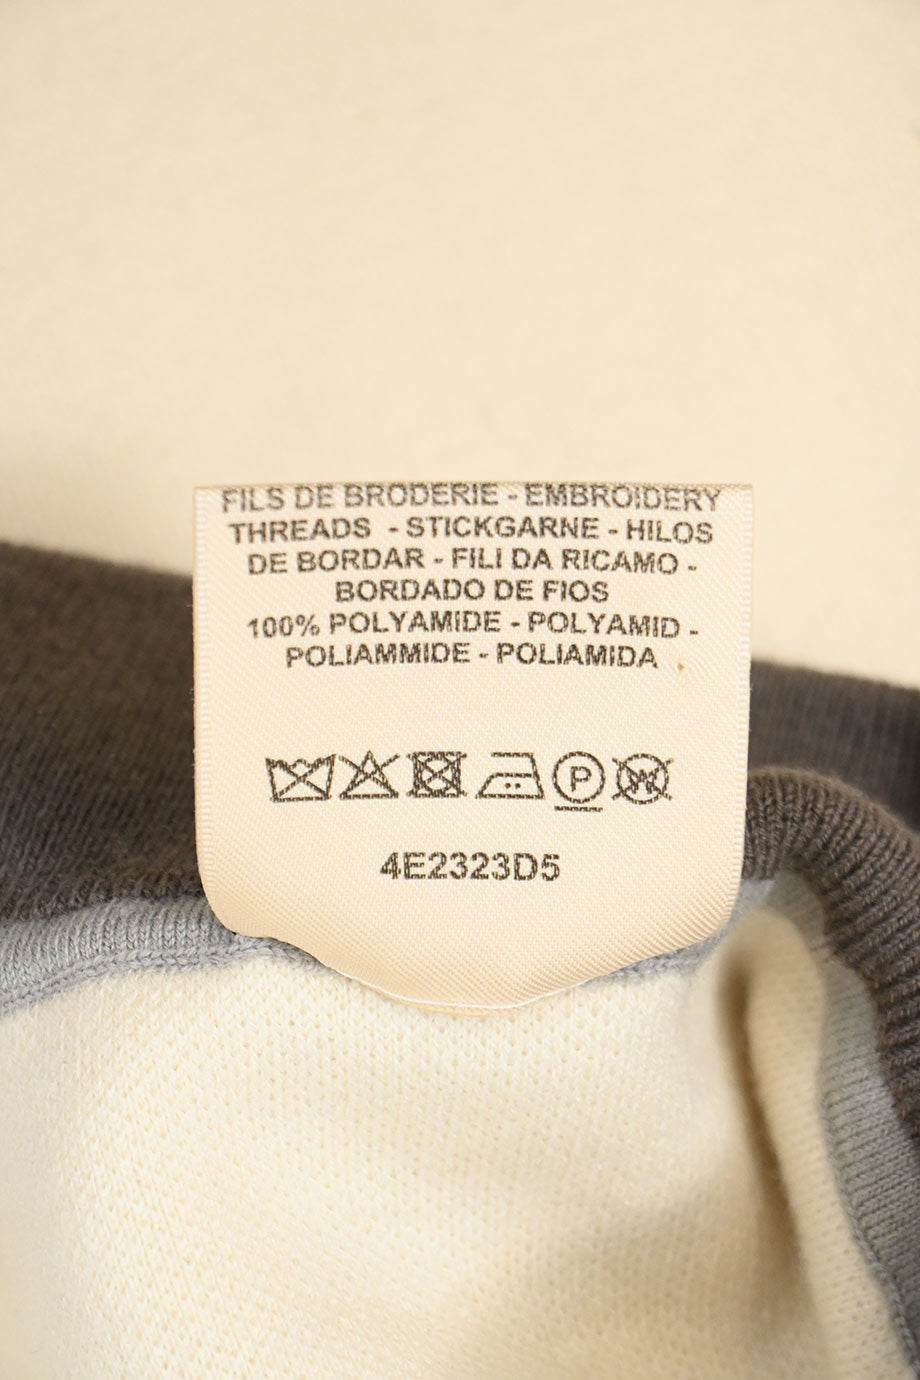 FILS DE BRODERIE - EMBROIDERY
THREADS - STICKGARNE - HILOS
DE BORDAR - FILI DA RICAMO -
BORDADO DE FIOS
100% POLYAMIDE - POLYAMID -
POLIAMMIDE - POLIAMIDA
P W
4E2323D5